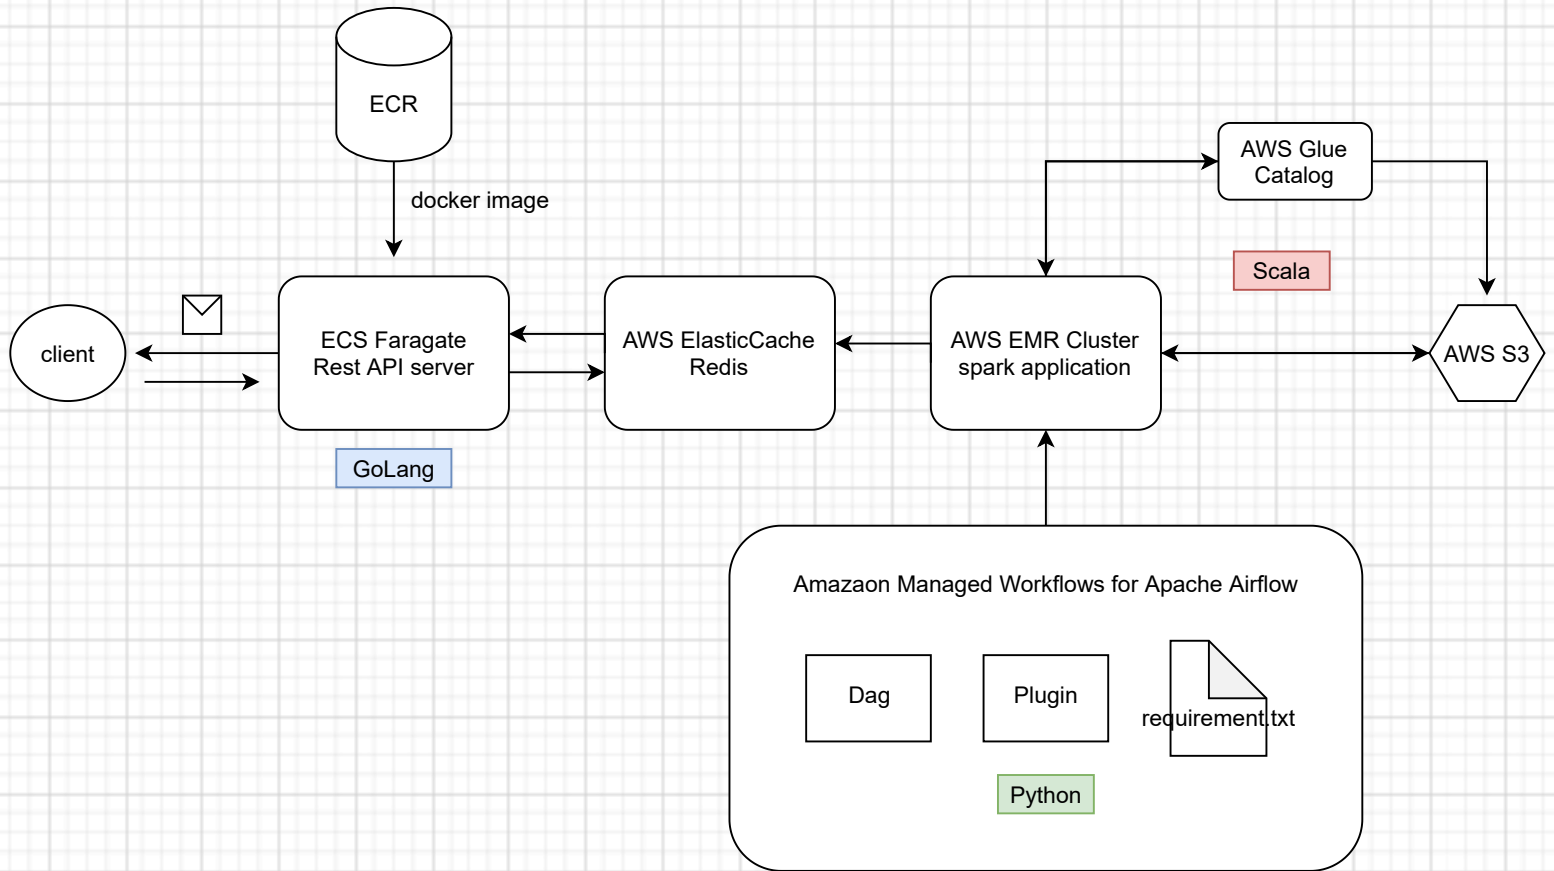 ECR
docker image
AWS Glue
Catalog
Scala
client
ECS Faragate
Rest API server
AWS ElasticCache
Redis
AWS EMR Cluster
spark application
AWS S3
GoLang
Amazaon Managed Workflows for Apache Airflow
Dag
Plugin
requirement.txt
Python